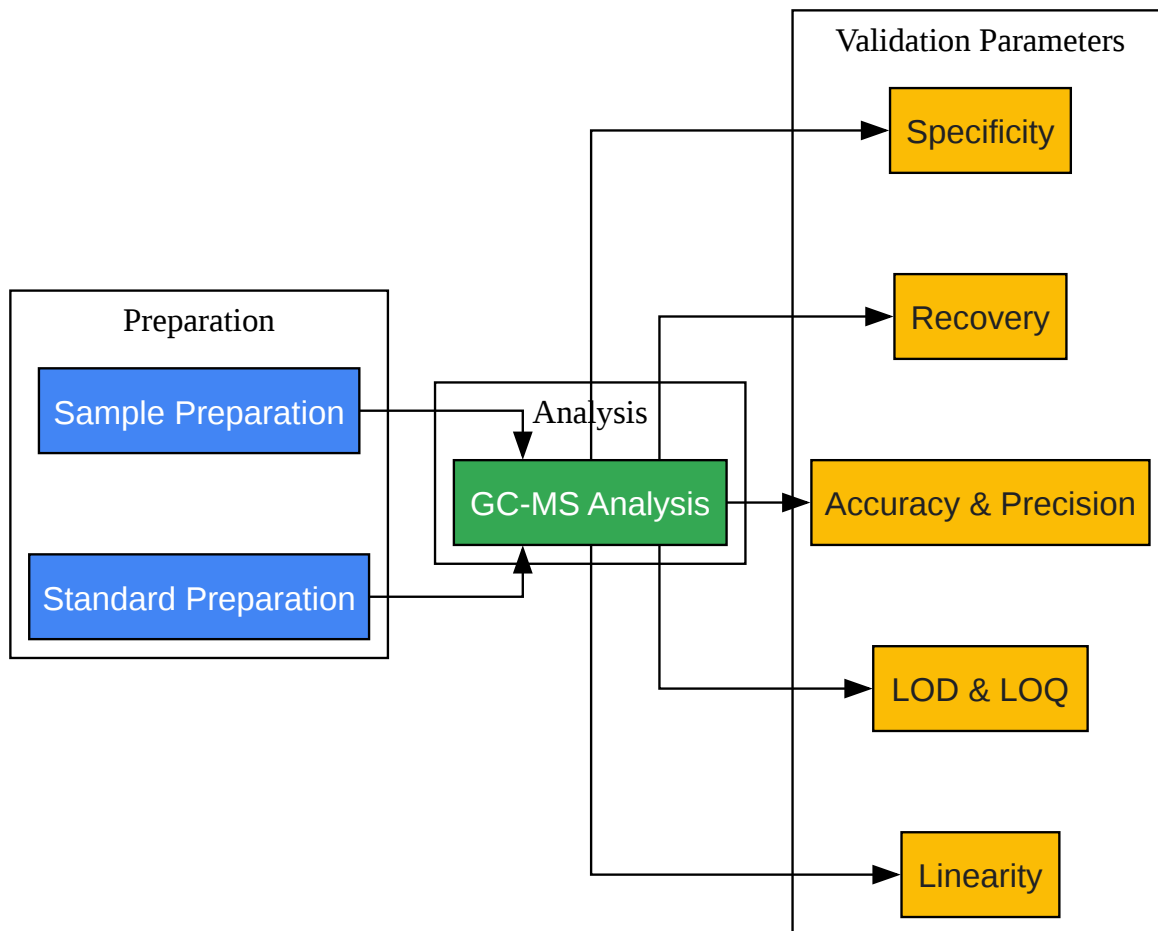 Preparation
Sample Preparation
Standard Preparation
Analysis
GC-MS Analysis
Validation Parameters
Specificity
Recovery
Accuracy & Precision
LOD & LOQ
Linearity